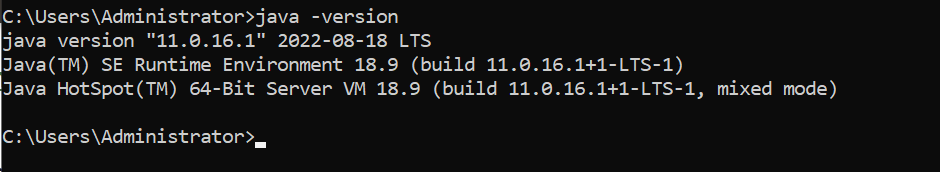 C:\Users\Administrator>java -version
java version "11.0.16.1" 2022-08-18 LTS
Java(TM) SE Runtime Environment 18.9 (build 11.0.16.1+1-LTS-1)
Java HotSpot(TM) 64-Bit Server VM 18.9 (build 11.0.16.1+1-LTS-1, mixed mode)
C:\Users\Administrator>